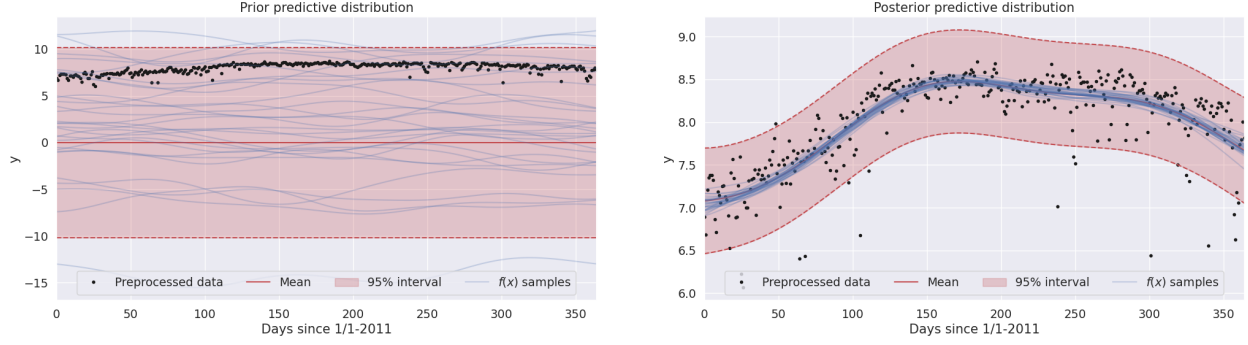 Prior predictive distribution
10
5
0
−5
−10
−15
y
Preprocessed data
Mean
95% interval
f(x) samples
0
50
100
150
200
250
300
350
Days since 1/1-2011
Posterior predictive distribution
9.0
8.5
8.0
7.5
7.0
6.5
6.0
y
Preprocessed data
Mean
95% interval
f(x) samples
0
50
100
150
200
250
300
350
Days since 1/1-2011